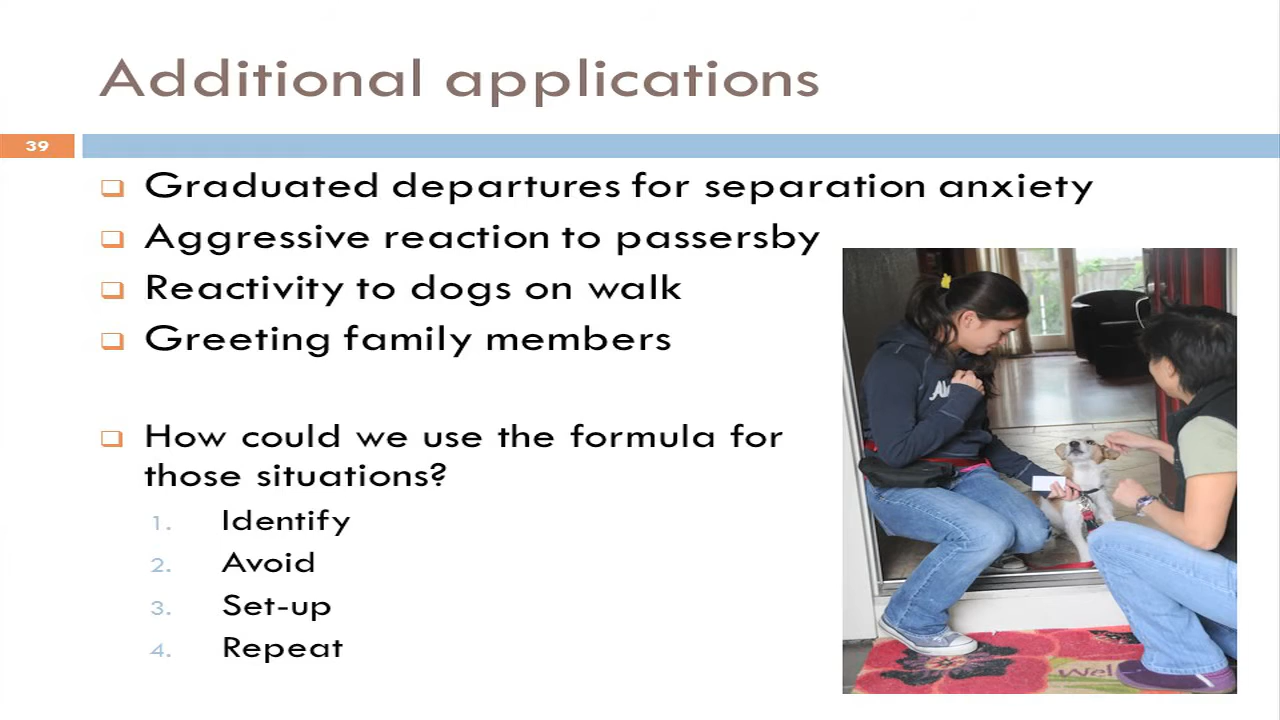 Additional applications
39
❑ Graduated departures for separation anxiety
❑ Aggressive reaction to passersby
❑ Reactivity to dogs on walk
❑ Greeting family members
❑ How could we use the formula for
those situations?
1. Identify
2. Avoid
3. Set-up
4. Repeat
Wel